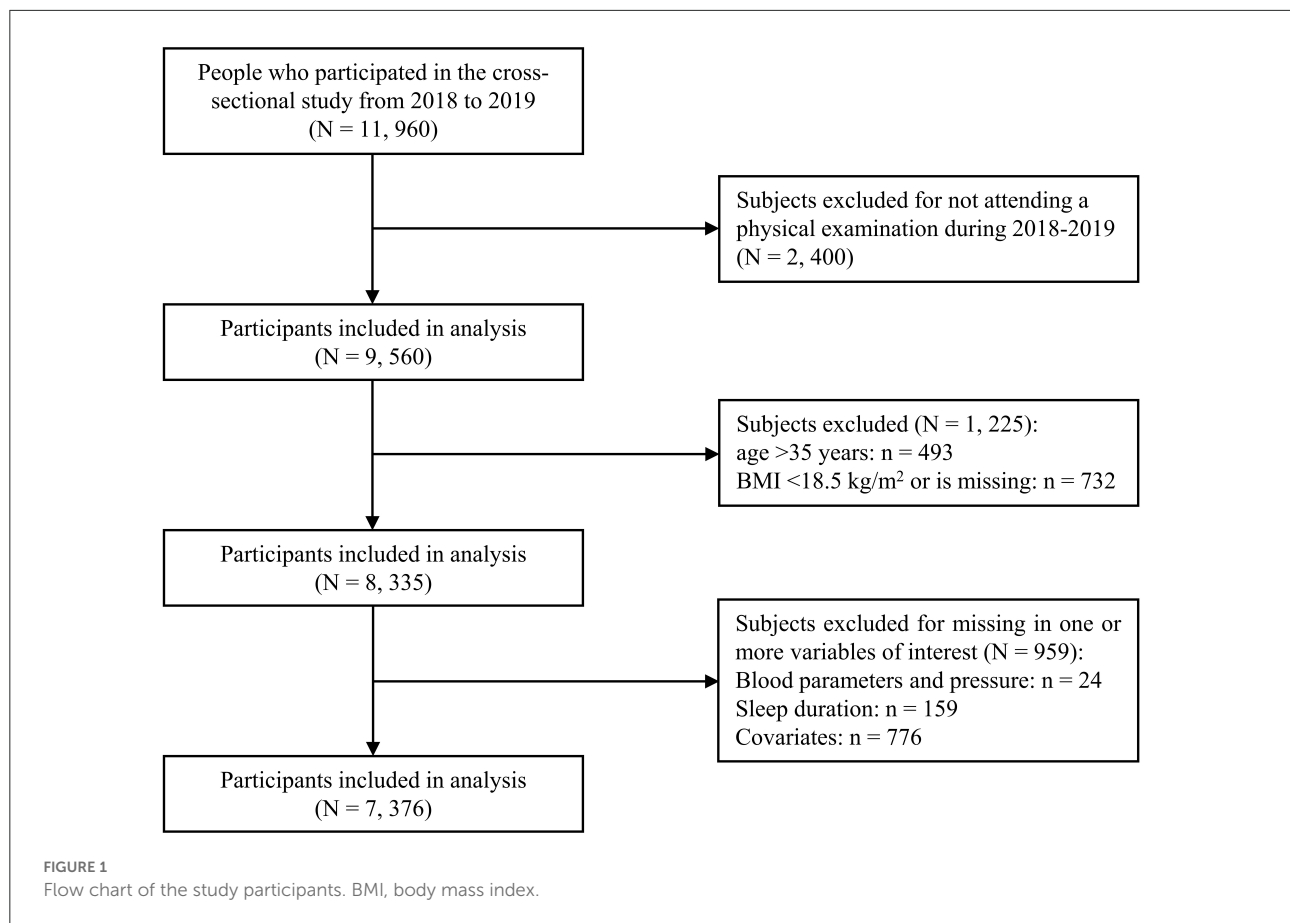 People who participated in the cross-
sectional study from 2018 to 2019
(N = 11, 960)
Subjects excluded for not attending a
physical examination during 2018-2019
(N = 2, 400)
Participants included in analysis
(N = 9, 560)
Subjects excluded (N = 1, 225):
age >35 years: n = 493
BMI <18.5 kg/m² or is missing: n = 732
Participants included in analysis
(N = 8, 335)
Subjects excluded for missing in one or
more variables of interest (N = 959):
Blood parameters and pressure: n = 24
Sleep duration: n = 159
Covariates: n = 776
Participants included in analysis
(N = 7, 376)
FIGURE 1
Flow chart of the study participants. BMI, body mass index.